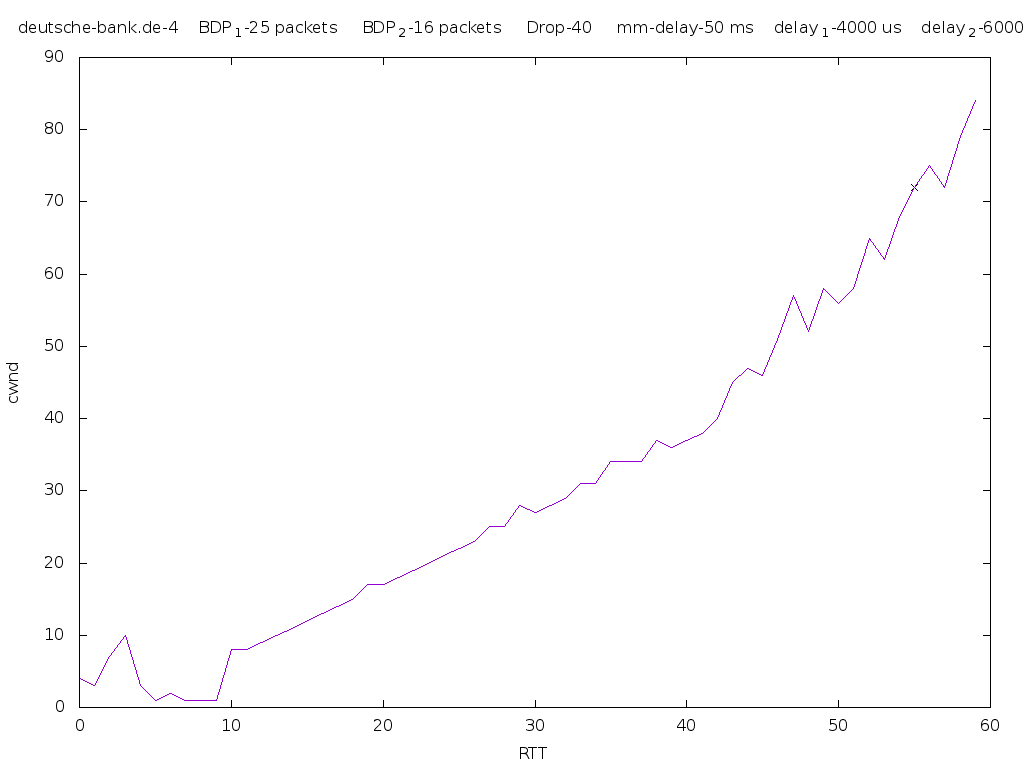 deutsche-bank.de-4 BDP1-25 packets BDP2-16 packets Drop-40 mm-delay-50 ms delay1-4000 us delay2-6000
90
80
70
60
50
40
30
20
10
0
cwnd
0 10 20 30 40 50 60
RTT